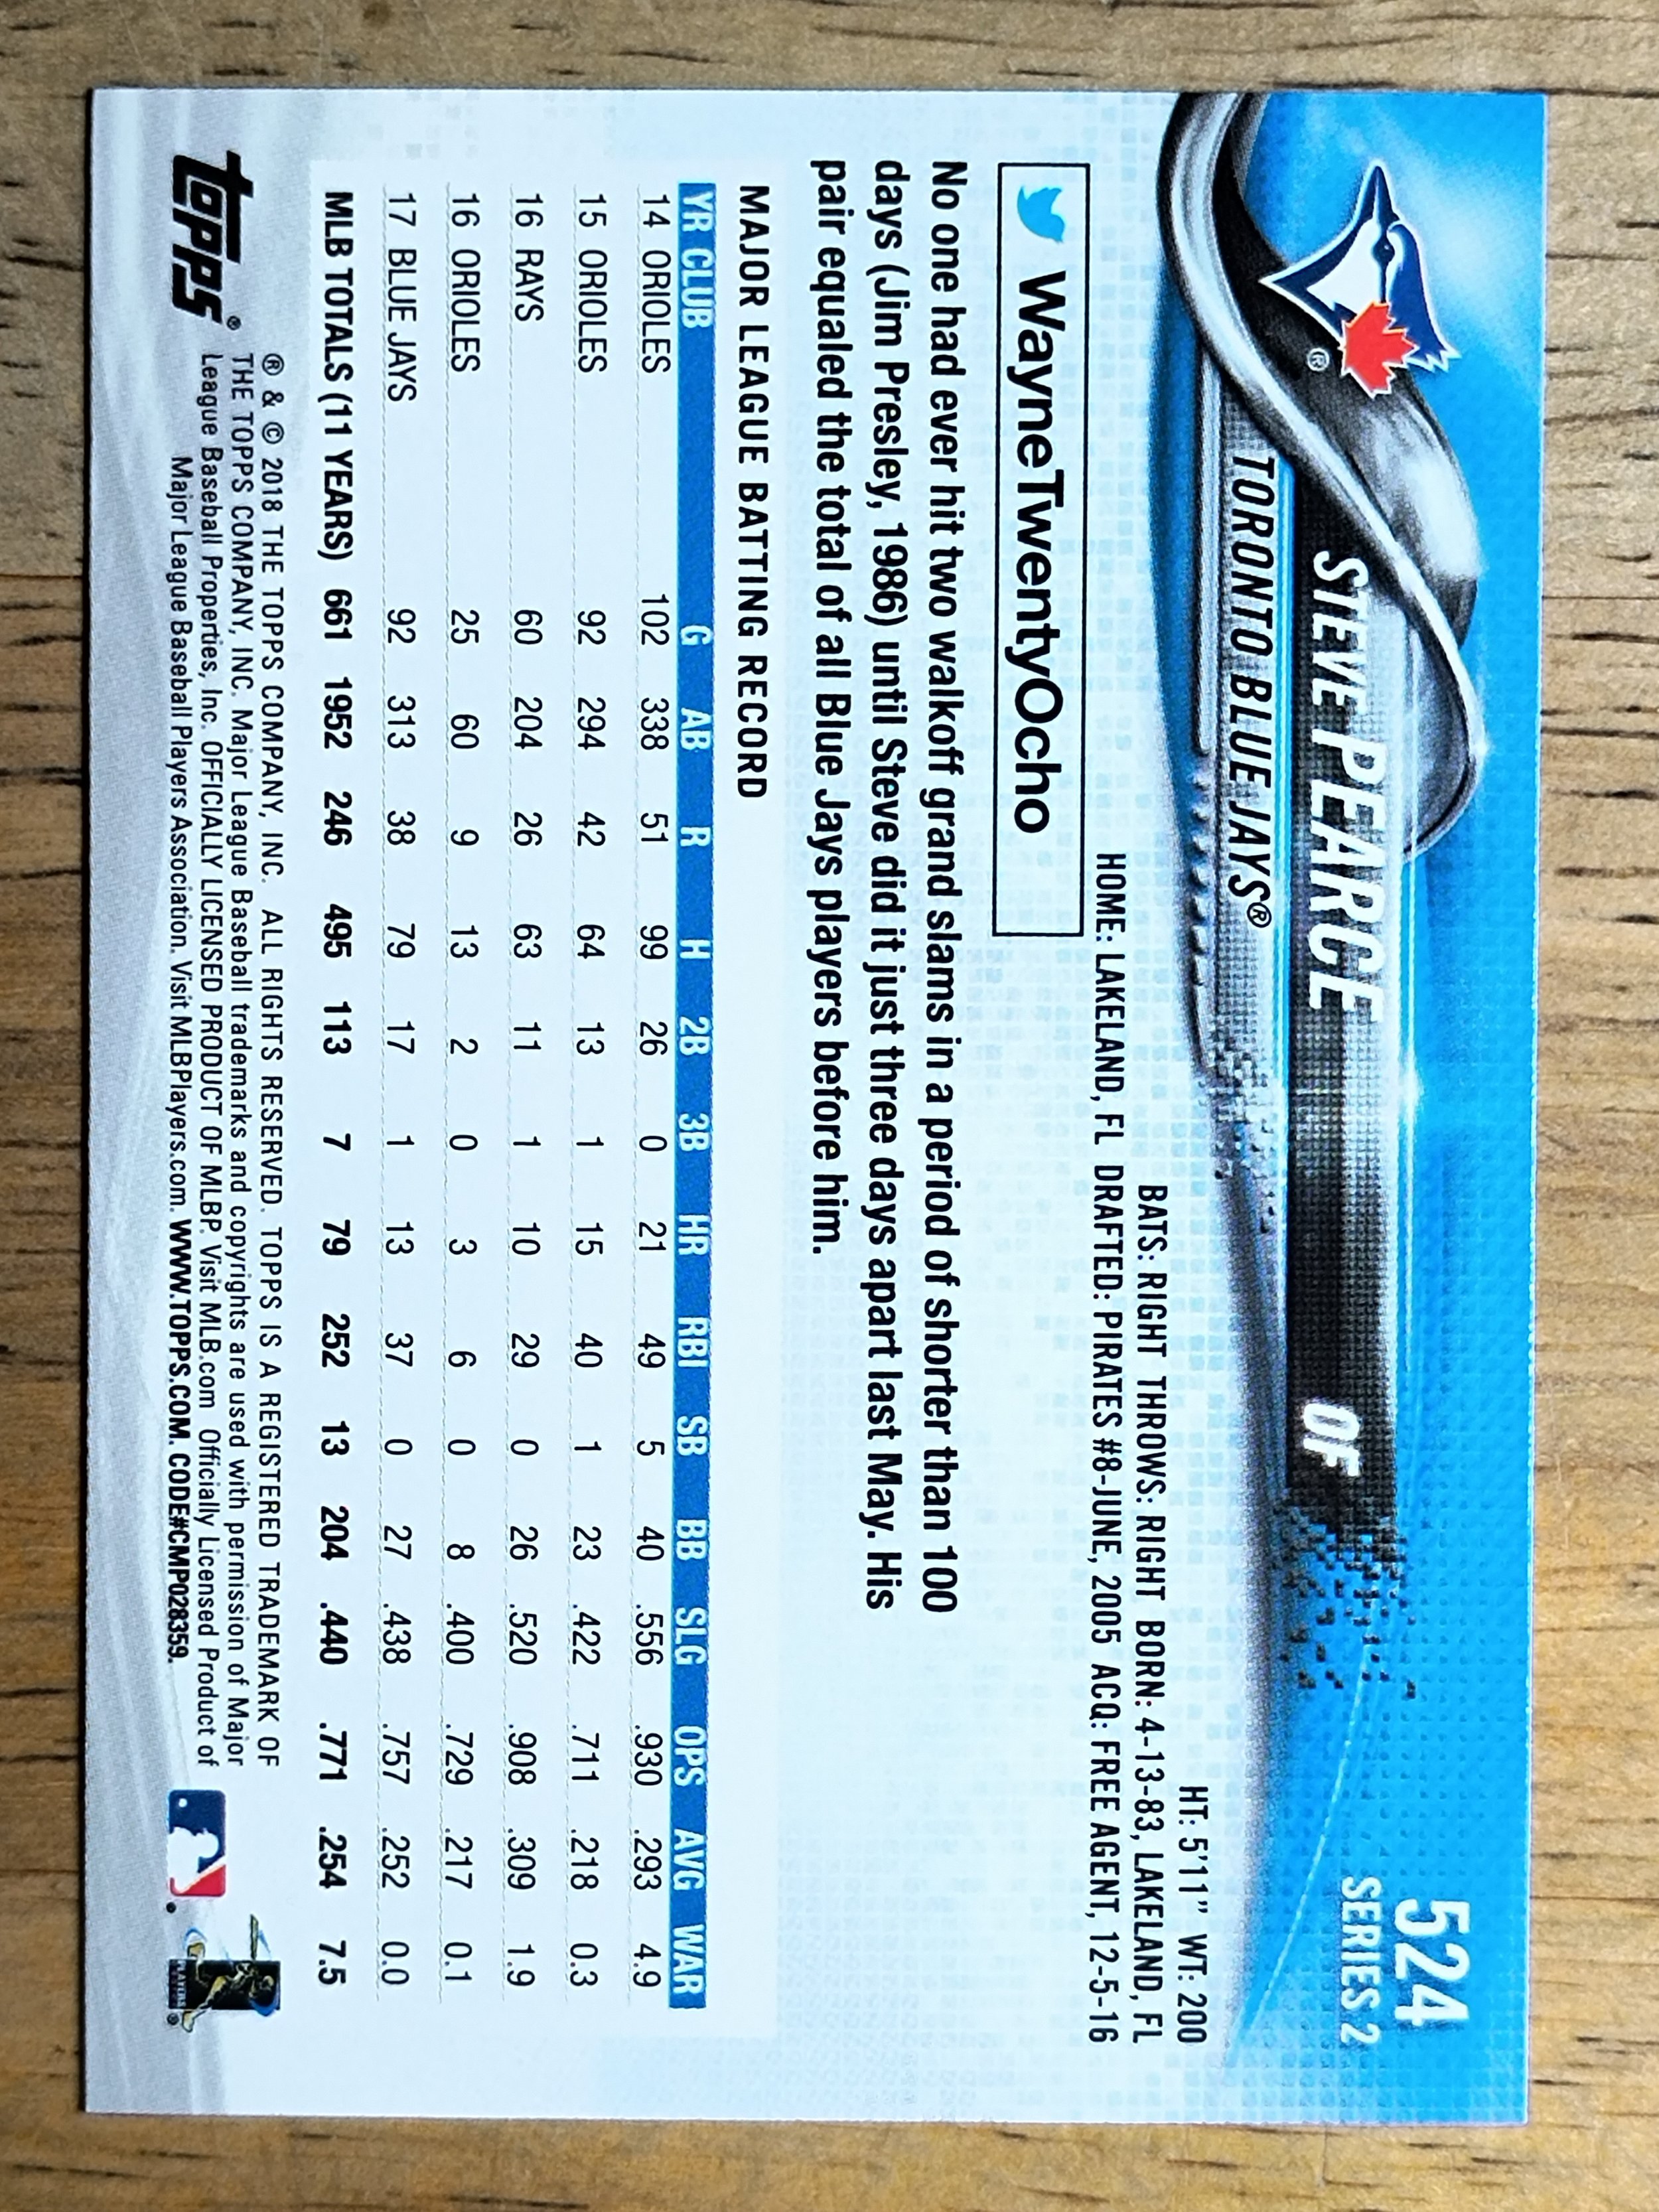 524
SERIES 2
STEVE PEARCE OF
TORONTO BLUE JAYS®
HT: 5'11" WT: 200
BATS: RIGHT THROWS: RIGHT BORN: 4-13-83, LAKELAND, FL
HOME: LAKELAND, FL DRAFTED: PIRATES #8-JUNE, 2005 ACQ: FREE AGENT, 12-5-16
WayneTwentyOcho
No one had ever hit two walkoff grand slams in a period of shorter than 100
days (Jim Presley, 1986) until Steve did it just three days apart last May. His
pair equaled the total of all Blue Jays players before him.
MAJOR LEAGUE BATTING RECORD
YR CLUB G AB R H 2B 3B HR RBI SB BB SLG OPS AVG WAR
14 ORIOLES 102 338 51 99 26 0 21 49 5 40 .556 .930 .293 4.9
15 ORIOLES 92 294 42 64 13 1 15 40 1 23 .422 .711 .218 0.3
16 RAYS 60 204 26 63 11 1 10 29 0 26 .520 .908 .309 1.9
16 ORIOLES 25 60 9 13 2 0 3 6 0 8 .400 .729 .217 0.1
17 BLUE JAYS 92 313 38 79 17 1 13 37 0 27 .438 .757 .252 0.0
MLB TOTALS (11 YEARS) 661 1952 246 495 113 7 79 252 13 204 .440 .771 .254 7.5
topps®
® & © 2018 THE TOPPS COMPANY, INC. ALL RIGHTS RESERVED. TOPPS IS A REGISTERED TRADEMARK OF
THE TOPPS COMPANY, INC. Major League Baseball trademarks and copyrights are used with permission of Major
League Baseball Properties, Inc. OFFICIALLY LICENSED PRODUCT OF MLBP. Visit MLB.com Officially Licensed Product of
Major League Baseball Players Association. Visit MLBPlayers.com. WWW.TOPPS.COM. CODE#CMP028359.
PLAYERS